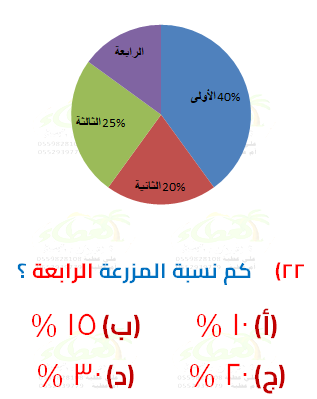 الرابعة
الأولى 40%
الثالثة 25%
الثانية 20%
٢٢) كم نسبة المزرعة الرابعة ؟
(أ) ١٠ %
(ب) ١٥ %
(ج) ٢٠ %
(د) ٣٠ %